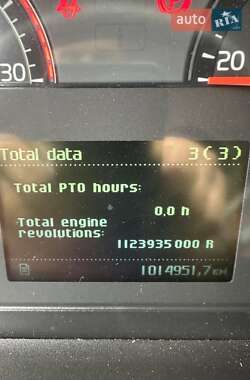 AUTO
RIA
30
20
Total data 3(3)
Total PTO hours:
0,0 h
Total engine
revolutions:
1123935000 R
1014951,7 KM